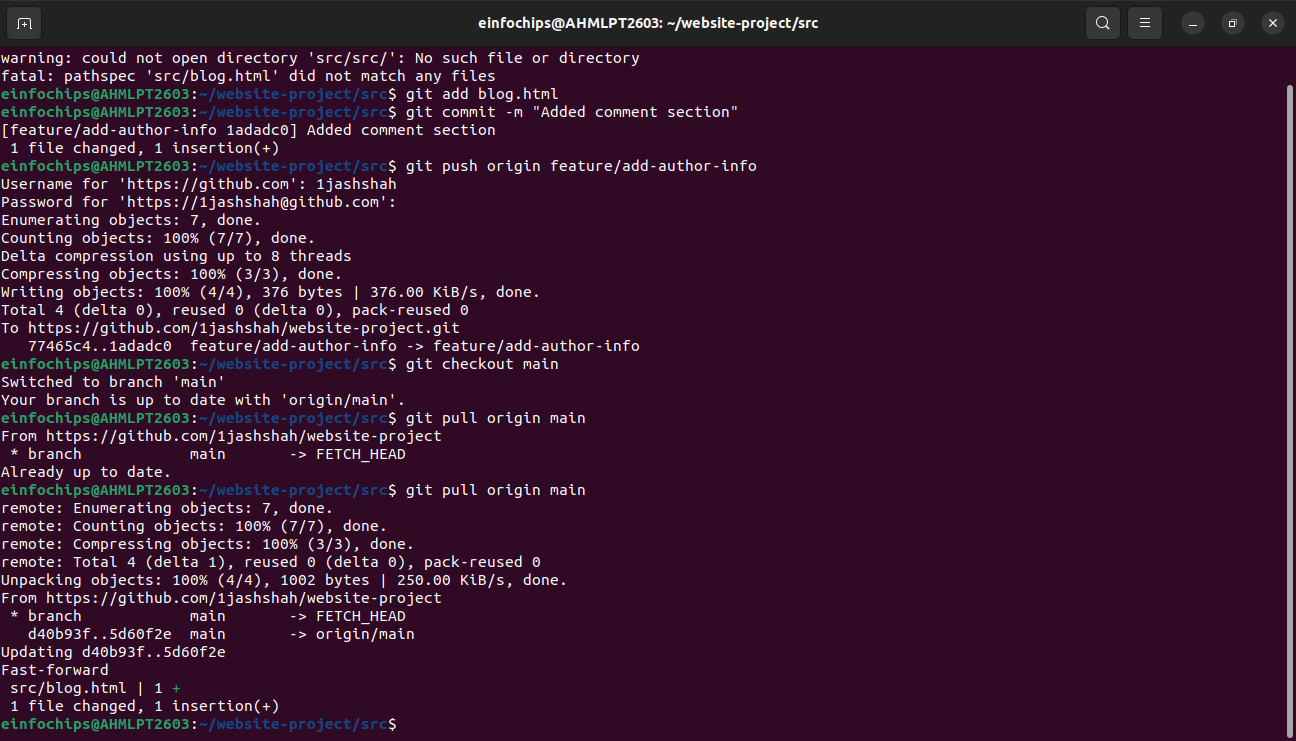 einfochips@AHMLPT2603: ~/website-project/src
warning: could not open directory 'src/src/': No such file or directory
fatal: pathspec 'src/blog.html' did not match any files
einfochips@AHMLPT2603:~/website-project/src$ git add blog.html
einfochips@AHMLPT2603:~/website-project/src$ git commit -m "Added comment section"
[feature/add-author-info 1adadc0] Added comment section
 1 file changed, 1 insertion(+)
einfochips@AHMLPT2603:~/website-project/src$ git push origin feature/add-author-info
Username for 'https://github.com': 1jashshah
Password for 'https://1jashshah@github.com':
Enumerating objects: 7, done.
Counting objects: 100% (7/7), done.
Delta compression using up to 8 threads
Compressing objects: 100% (3/3), done.
Writing objects: 100% (4/4), 376 bytes | 376.00 KiB/s, done.
Total 4 (delta 0), reused 0 (delta 0), pack-reused 0
To https://github.com/1jashshah/website-project.git
   77465c4..1adadc0  feature/add-author-info -> feature/add-author-info
einfochips@AHMLPT2603:~/website-project/src$ git checkout main
Switched to branch 'main'
Your branch is up to date with 'origin/main'.
einfochips@AHMLPT2603:~/website-project/src$ git pull origin main
From https://github.com/1jashshah/website-project
 * branch            main       -> FETCH_HEAD
Already up to date.
einfochips@AHMLPT2603:~/website-project/src$ git pull origin main
remote: Enumerating objects: 7, done.
remote: Counting objects: 100% (7/7), done.
remote: Compressing objects: 100% (3/3), done.
remote: Total 4 (delta 1), reused 0 (delta 0), pack-reused 0
Unpacking objects: 100% (4/4), 1002 bytes | 250.00 KiB/s, done.
From https://github.com/1jashshah/website-project
 * branch            main       -> FETCH_HEAD
   d40b93f..5d60f2e  main       -> origin/main
Updating d40b93f..5d60f2e
Fast-forward
 src/blog.html | 1 +
 1 file changed, 1 insertion(+)
einfochips@AHMLPT2603:~/website-project/src$